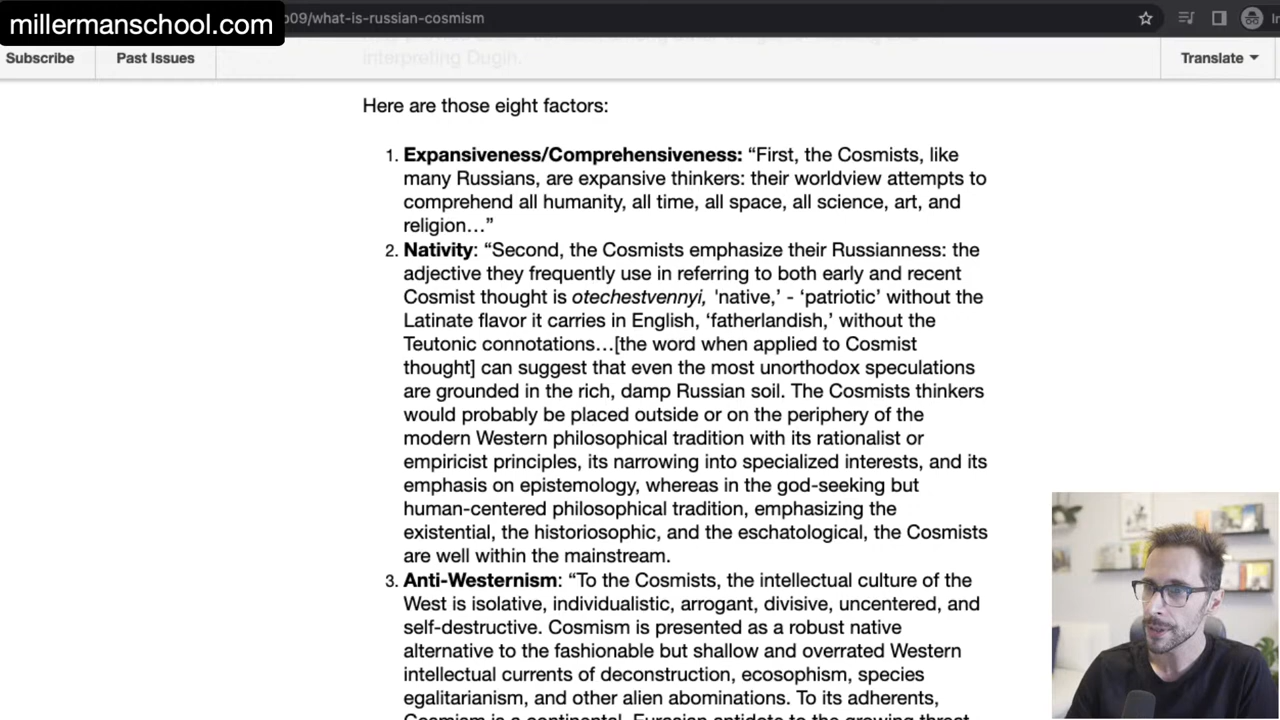 millermanschool.com
09/what-is-russian-cosmism
Subscribe
Past Issues
Translate
interpreting Dugin.
Here are those eight factors:
1. Expansiveness/Comprehensiveness: “First, the Cosmists, like
many Russians, are expansive thinkers: their worldview attempts to
comprehend all humanity, all time, all space, all science, art, and
religion…”
2. Nativity: “Second, the Cosmists emphasize their Russianness: the
adjective they frequently use in referring to both early and recent
Cosmist thought is otechestvennyi, 'native,’ - ‘patriotic’ without the
Latinate flavor it carries in English, ‘fatherlandish,’ without the
Teutonic connotations…[the word when applied to Cosmist
thought] can suggest that even the most unorthodox speculations
are grounded in the rich, damp Russian soil. The Cosmists thinkers
would probably be placed outside or on the periphery of the
modern Western philosophical tradition with its rationalist or
empiricist principles, its narrowing into specialized interests, and its
emphasis on epistemology, whereas in the god-seeking but
human-centered philosophical tradition, emphasizing the
existential, the historiosophic, and the eschatological, the Cosmists
are well within the mainstream.
3. Anti-Westernism: “To the Cosmists, the intellectual culture of the
West is isolative, individualistic, arrogant, divisive, uncentered, and
self-destructive. Cosmism is presented as a robust native
alternative to the fashionable but shallow and overrated Western
intellectual currents of deconstruction, ecosophism, species
egalitarianism, and other alien abominations. To its adherents,
Cosmism is a continental, Eurasian antidote to the growing threat